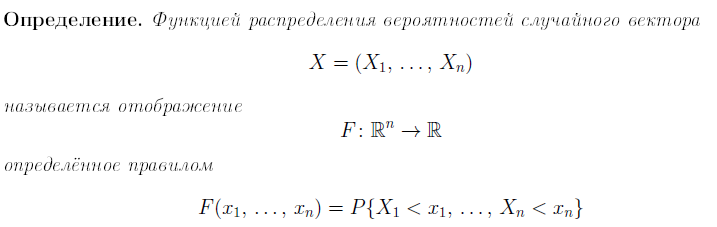 Определение. Функцией распределения вероятностей случайного вектора
X = (X₁, …, Xₙ)
называется отображение
F: ℝⁿ → ℝ
определённое правилом
F(x₁, …, xₙ) = P{X₁ < x₁, …, Xₙ < xₙ}